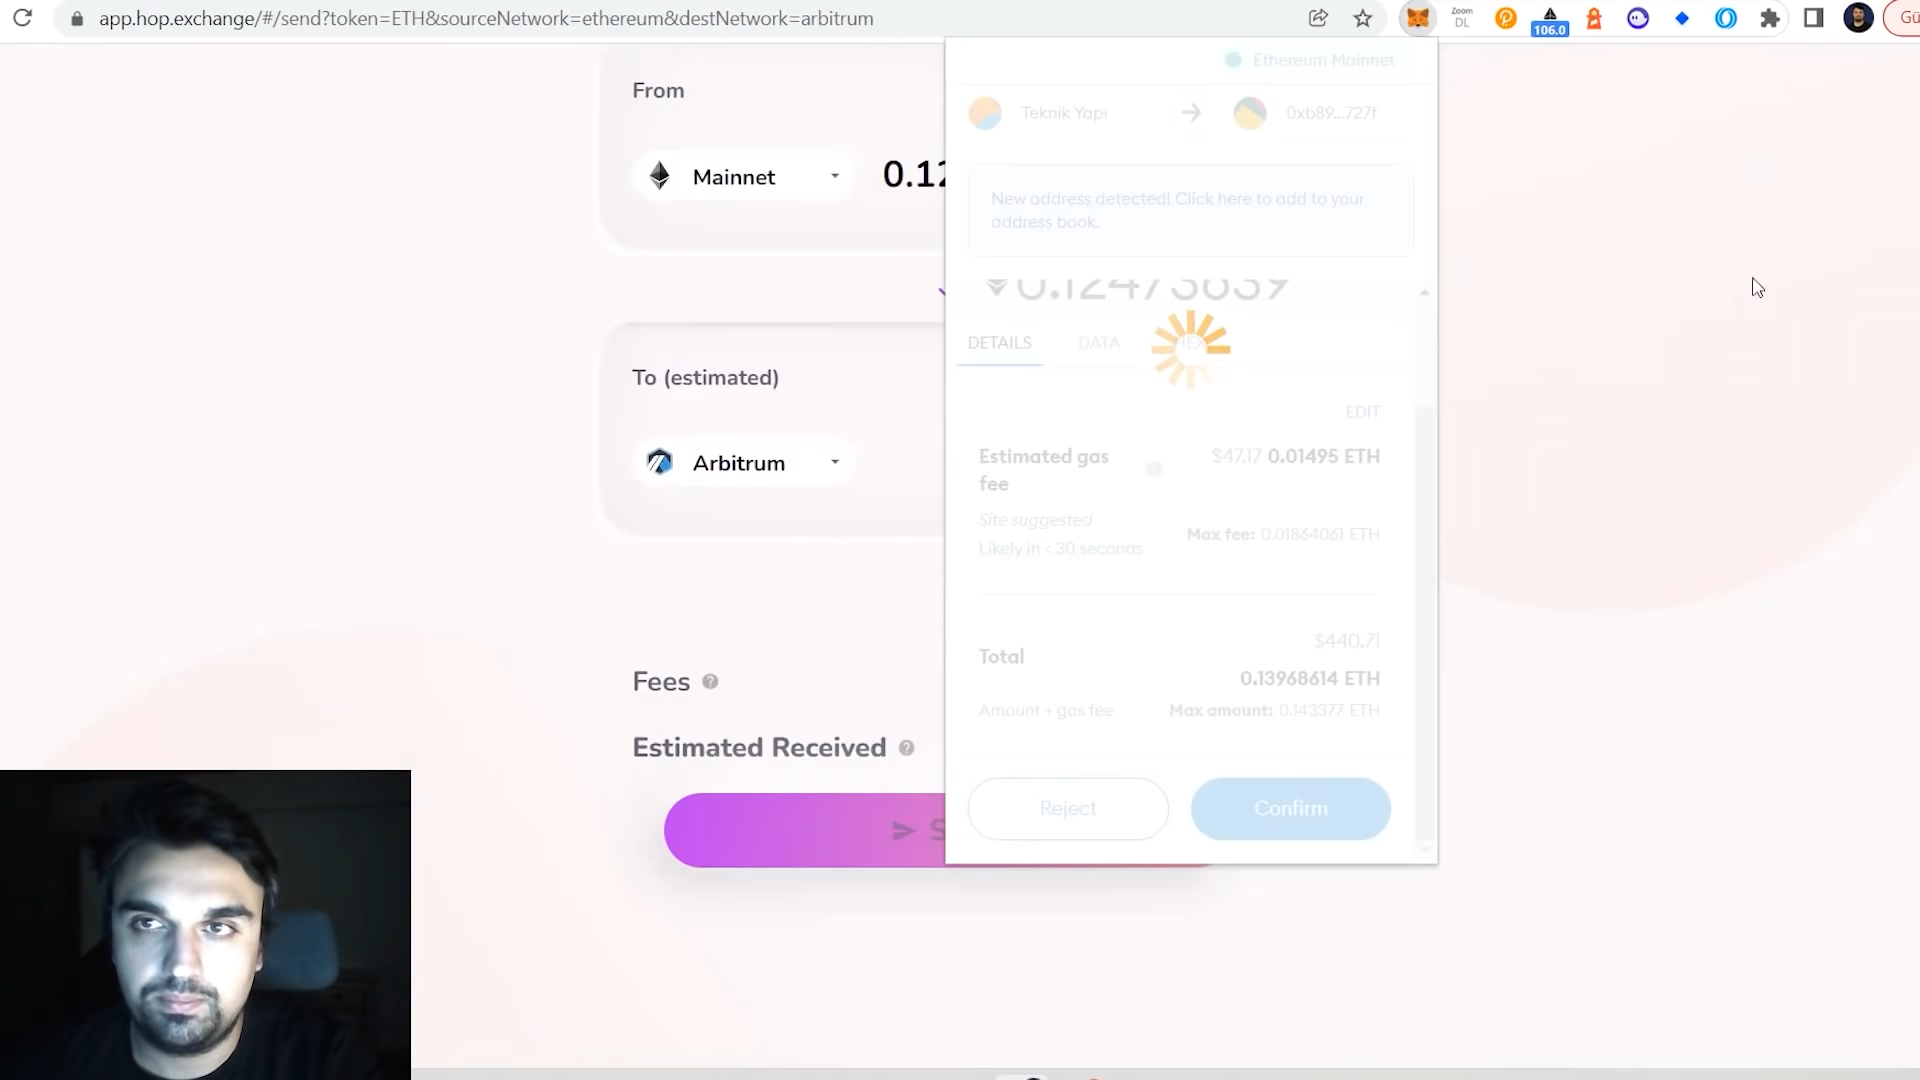 app.hop.exchange/#/send?token=ETH&sourceNetwork=ethereum&destNetwork=arbitrum
Zoom
DL
106.0
Gü
Ethereum Mainnet
From
Teknik Yapı
0xb89...727f
Mainnet
0.12
New address detected! Click here to add to your
address book.
0.12473639
To (estimated)
DETAILS
DATA
HEX
EDIT
Arbitrum
Estimated gas
fee
$47.17 0.01495 ETH
Site suggested
Likely in < 30 seconds
Max fee: 0.01864061 ETH
$440.71
Total
0.13968614 ETH
Amount + gas fee
Max amount: 0.143377 ETH
Fees
Estimated Received
Reject
Confirm
S